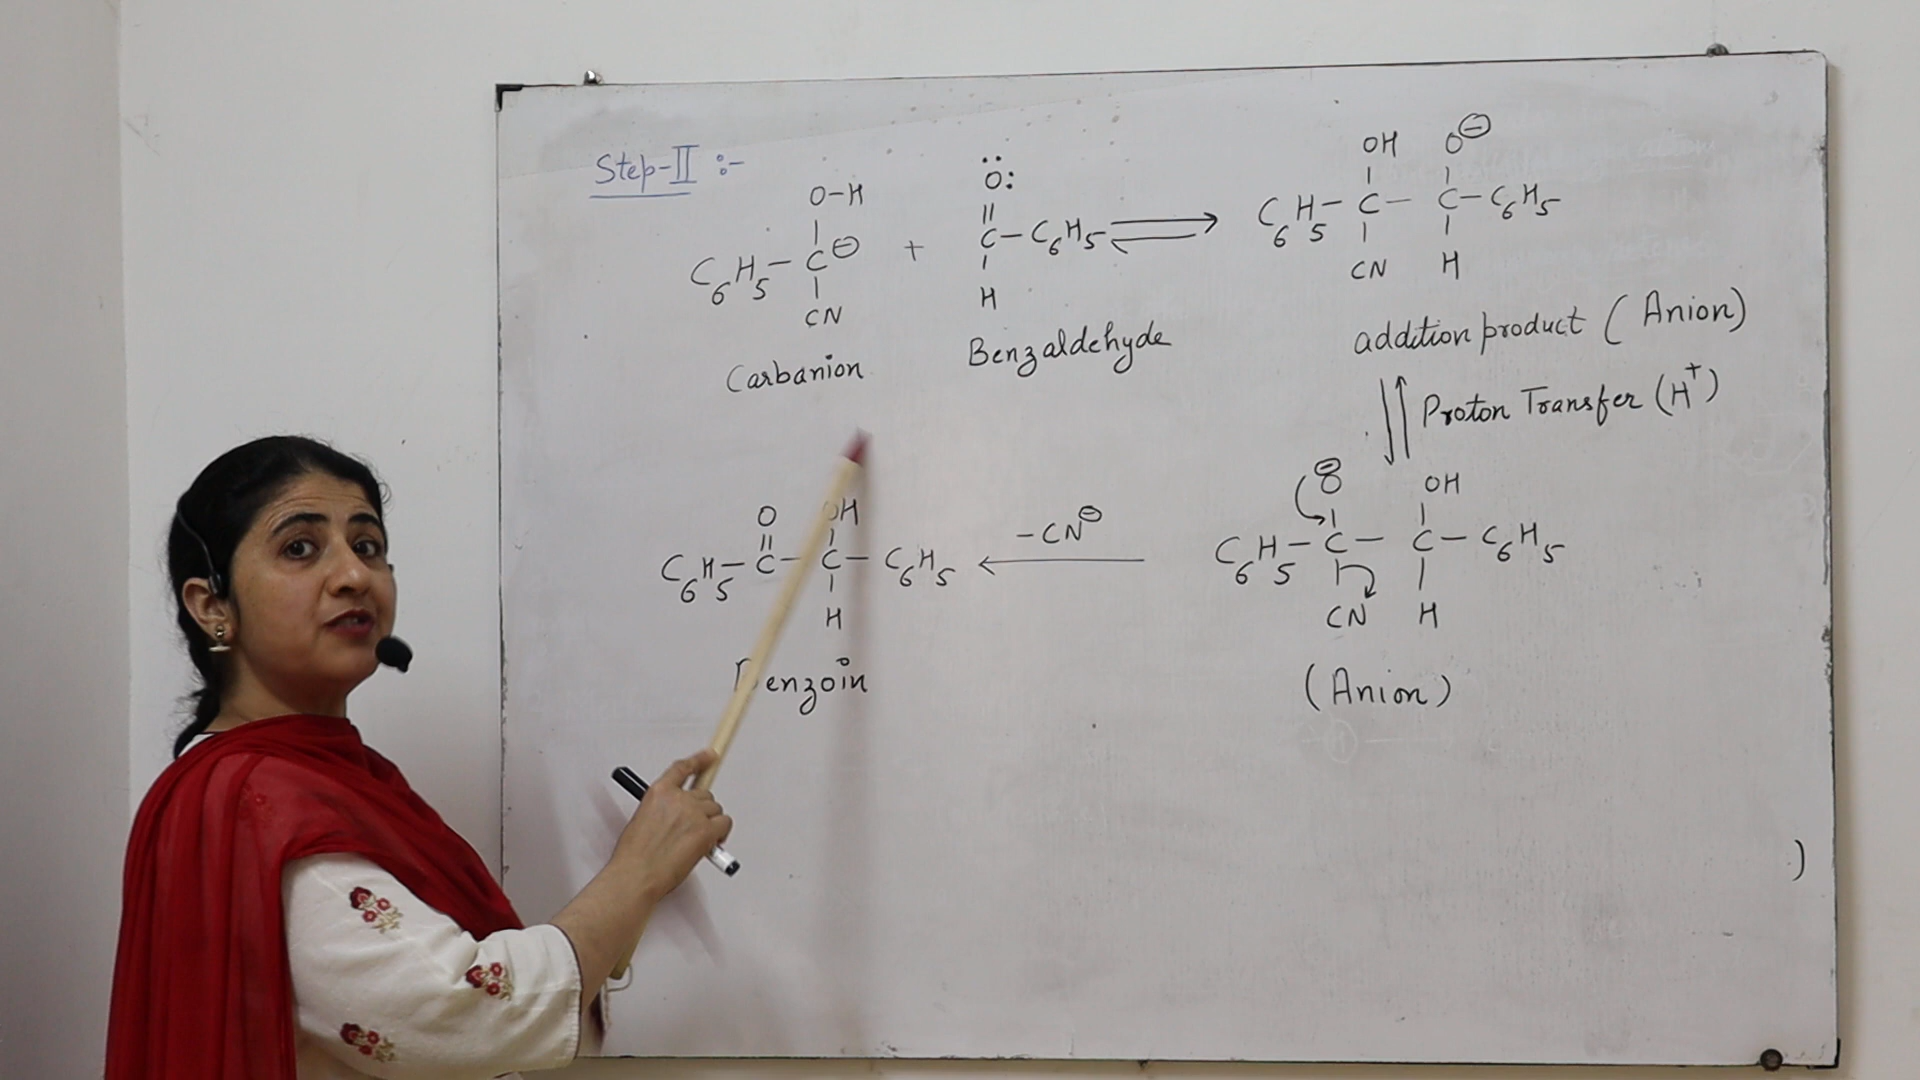 Step-II :-
O-H
C6H5-C⊖
CN
Carbanion
+
O:
C-C6H5
H
Benzaldehyde
OH O⊖
C6H5-C-C-C6H5
CN H
addition product (Anion)
Proton Transfer (H+)
O⊖ OH
C6H5-C-C-C6H5
CN H
(Anion)
-CN⊖
O OH
C6H5-C-C-C6H5
H
Benzoin
)